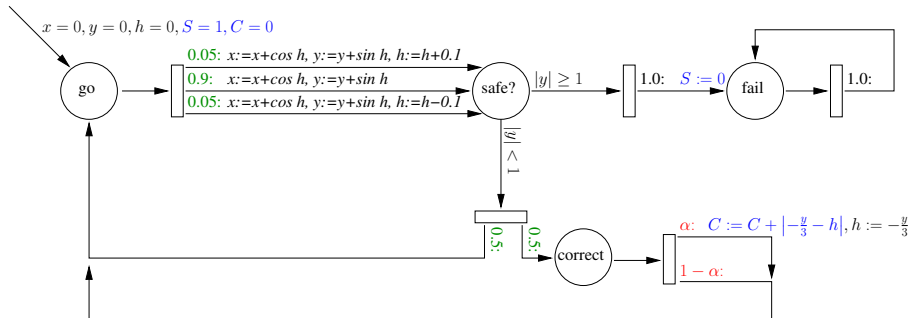 x = 0, y = 0, h = 0, S = 1, C = 0
go
0.05: x:=x+cos h, y:=y+sin h, h:=h+0.1
0.9: x:=x+cos h, y:=y+sin h
0.05: x:=x+cos h, y:=y+sin h, h:=h−0.1
safe?
|y| ≥ 1
1.0: S := 0
fail
1.0:
|y| < 1
0.5:
0.5:
correct
α: C := C + |−y/3 − h|, h := −y/3
1 − α: